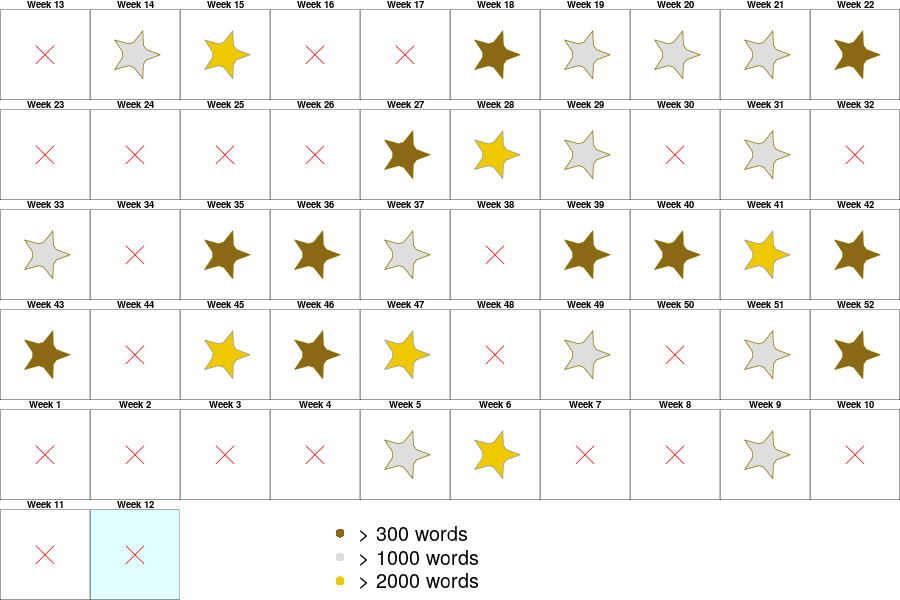 Week 13 Week 14 Week 15 Week 16 Week 17 Week 18 Week 19 Week 20 Week 21 Week 22
Week 23 Week 24 Week 25 Week 26 Week 27 Week 28 Week 29 Week 30 Week 31 Week 32
Week 33 Week 34 Week 35 Week 36 Week 37 Week 38 Week 39 Week 40 Week 41 Week 42
Week 43 Week 44 Week 45 Week 46 Week 47 Week 48 Week 49 Week 50 Week 51 Week 52
Week 1 Week 2 Week 3 Week 4 Week 5 Week 6 Week 7 Week 8 Week 9 Week 10
Week 11 Week 12
> 300 words
> 1000 words
> 2000 words